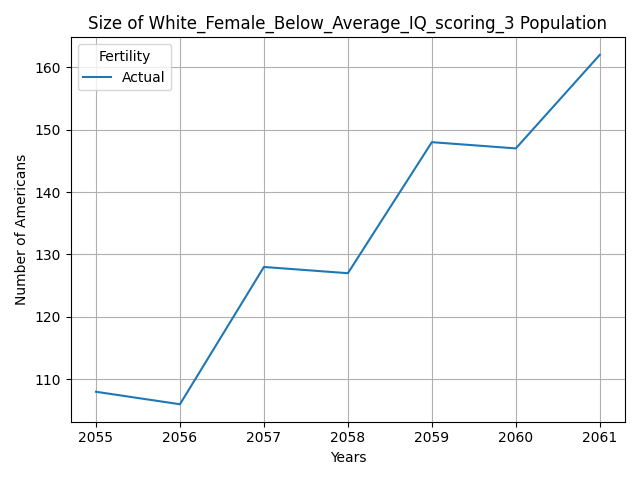 Size of White_Female_Below_Average_IQ_scoring_3 Population
Fertility
Actual
Number of Americans
160
150
140
130
120
110
2055 2056 2057 2058 2059 2060 2061
Years